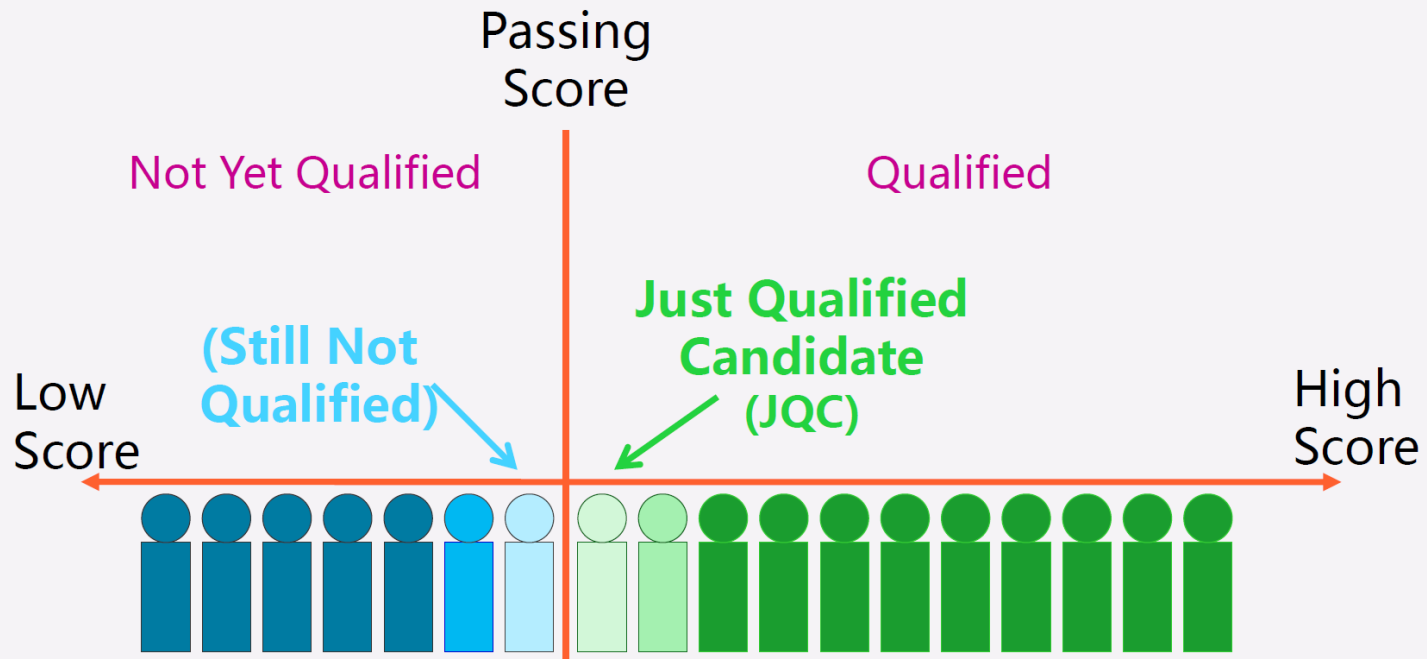 Passing
Score
Not Yet Qualified
Qualified
(Still Not
Qualified)
Just Qualified
Candidate
(JQC)
Low
Score
High
Score